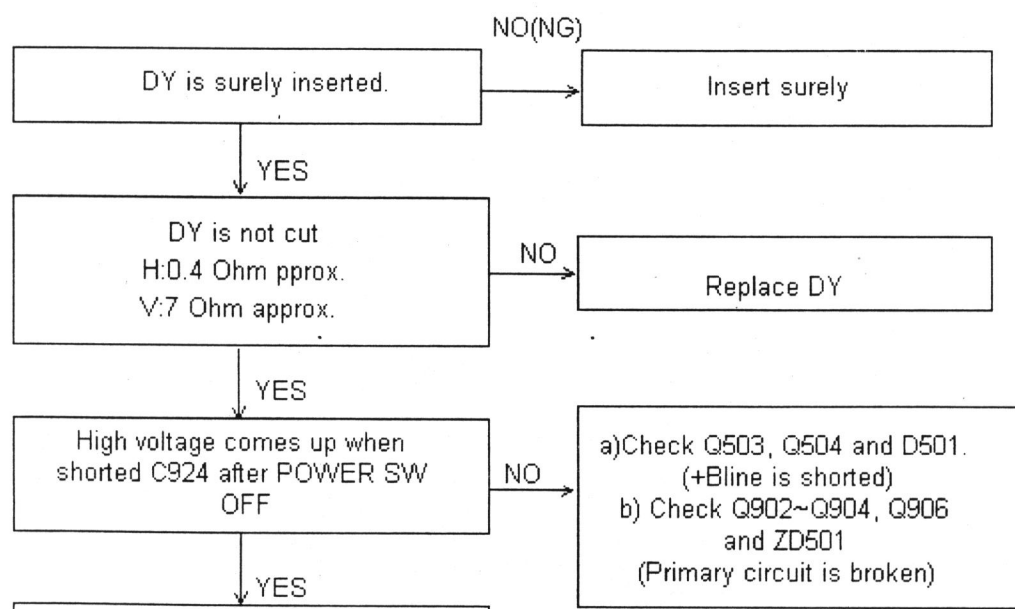 NO(NG)
DY is surely inserted.
Insert surely
YES
DY is not cut
H:0.4 Ohm pprox.
V:7 Ohm approx.
NO
Replace DY
YES
High voltage comes up when
shorted C924 after POWER SW
OFF
NO
a)Check Q503, Q504 and D501.
(+Bline is shorted)
b) Check Q902~Q904, Q906
and ZD501
(Primary circuit is broken)
YES